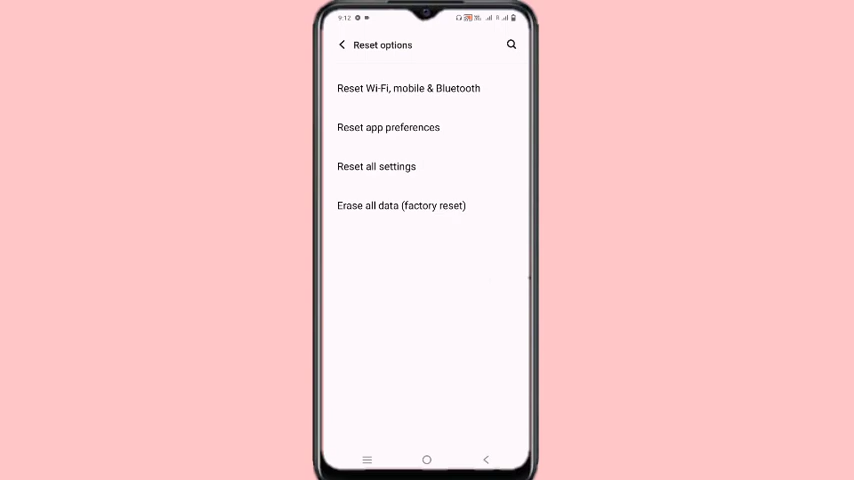 9:12
Reset options
Reset Wi-Fi, mobile & Bluetooth
Reset app preferences
Reset all settings
Erase all data (factory reset)